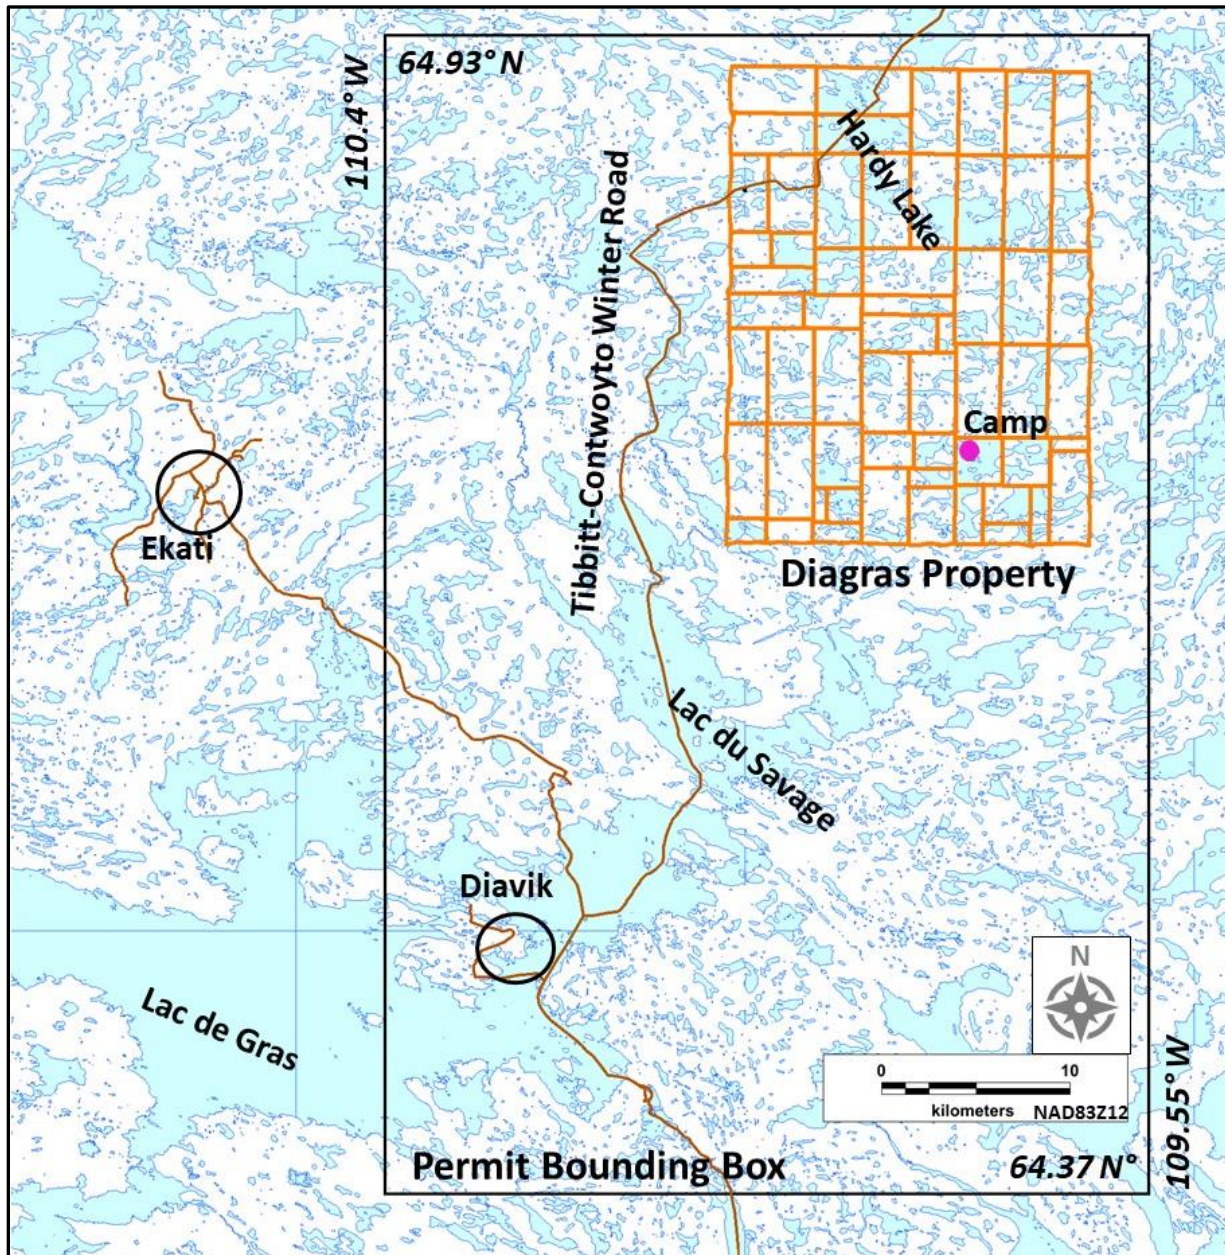 64.93° N
110.4° W
Hardy Lake
Tibbitt-Contwoyto Winter Road
Camp
Ekati
Diagras Property
Lac du Savage
Diavik
N
Lac de Gras
0 10
kilometers NAD83Z12
109.55° W
Permit Bounding Box
64.37 N°